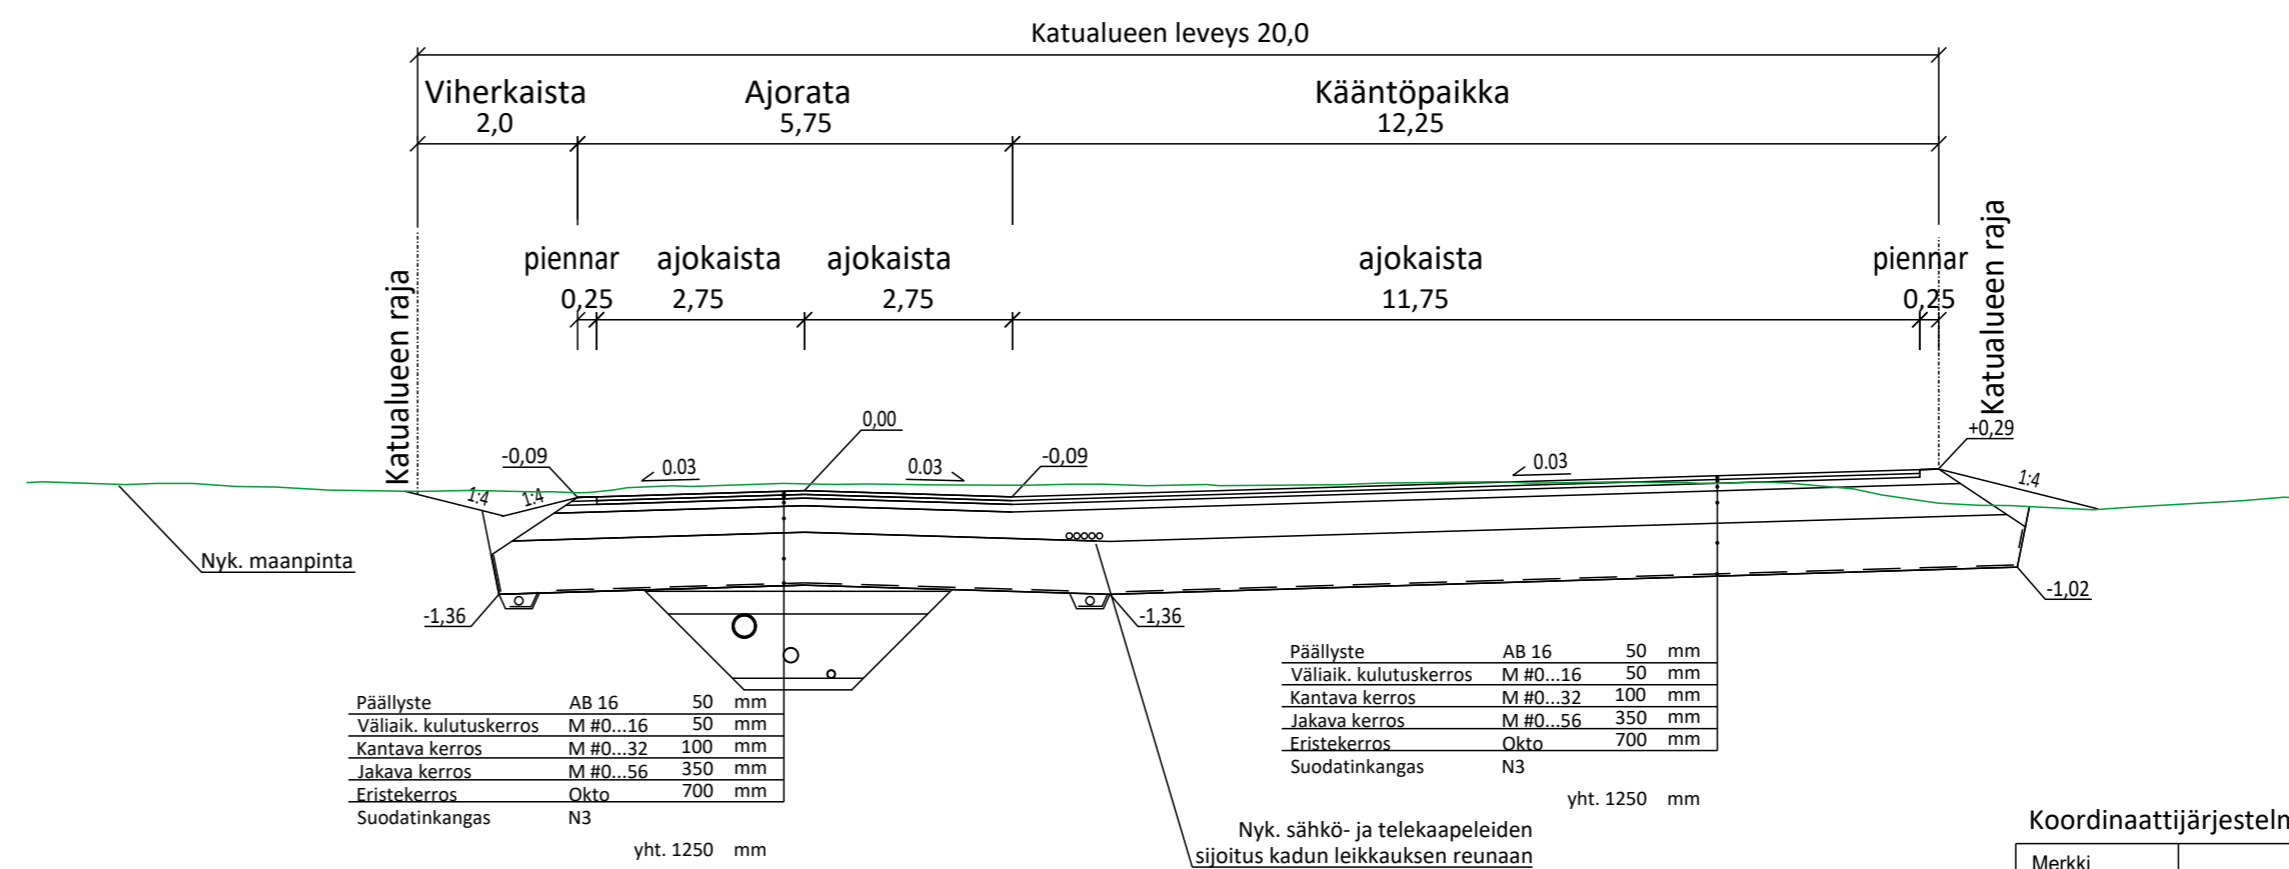 Katualueen leveys 20,0
Viherkaista Ajorata Kääntöpaikka
2,0 5,75 12,25
Katualueen raja
Katualueen raja
piennar ajokaista ajokaista ajokaista piennar
0,25 2,75 2,75 11,75 0,25
0,00
+0,29
-0,09 0.03 0.03 -0,09 0.03
1:4 1:4 1:4
Nyk. maanpinta
-1,36 -1,36 -1,02
Päällyste AB 16 50 mm
Väliaik. kulutuskerros M #0...16 50 mm
Kantava kerros M #0...32 100 mm
Jakava kerros M #0...56 350 mm
Eristekerros Okto 700 mm
Suodatinkangas N3
yht. 1250 mm
Päällyste AB 16 50 mm
Väliaik. kulutuskerros M #0...16 50 mm
Kantava kerros M #0...32 100 mm
Jakava kerros M #0...56 350 mm
Eristekerros Okto 700 mm
Suodatinkangas N3
yht. 1250 mm
Nyk. sähkö- ja telekaapeleiden
sijoitus kadun leikkauksen reunaan
Koordinaattijärjesteln
Merkki